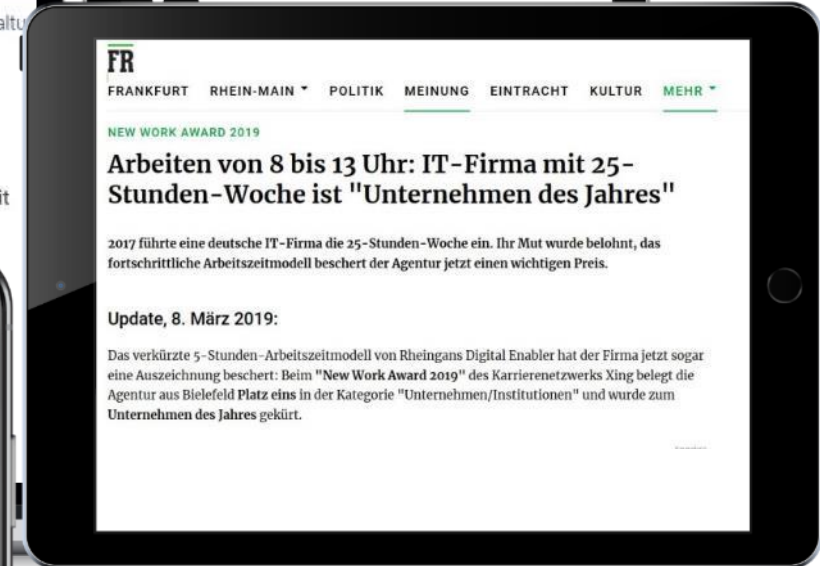 FR
FRANKFURT RHEIN-MAIN POLITIK MEINUNG EINTRACHT KULTUR MEHR
NEW WORK AWARD 2019
Arbeiten von 8 bis 13 Uhr: IT-Firma mit 25-
Stunden-Woche ist "Unternehmen des Jahres"
2017 führte eine deutsche IT-Firma die 25-Stunden-Woche ein. Ihr Mut wurde belohnt, das
fortschrittliche Arbeitszeitmodell beschert der Agentur jetzt einen wichtigen Preis.
Update, 8. März 2019:
Das verkürzte 5-Stunden-Arbeitszeitmodell von Rheingans Digital Enabler hat der Firma jetzt sogar
eine Auszeichnung beschert: Beim "New Work Award 2019" des Karrierenetzwerks Xing belegt die
Agentur aus Bielefeld Platz eins in der Kategorie "Unternehmen/Institutionen" und wurde zum
Unternehmen des Jahres gekürt.